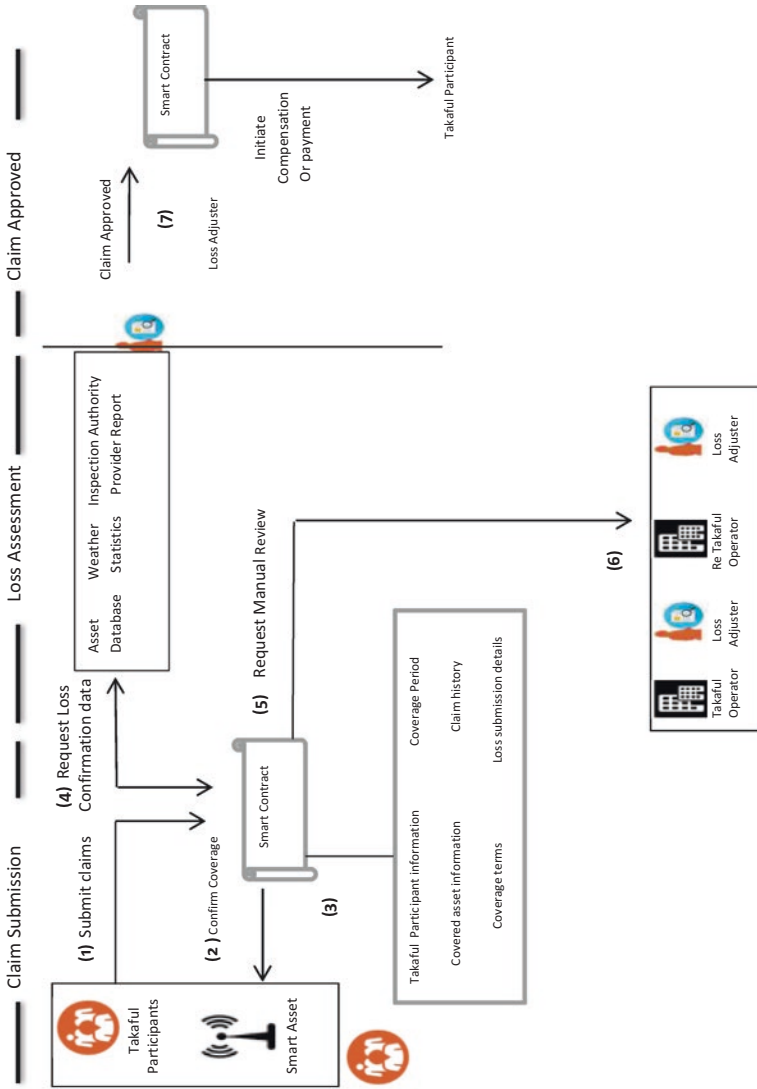 Claim Submission
Loss Assessment
Claim Approved
Takaful
Participants
Smart Asset
(1) Submit claims
(2 ) Confirm Coverage
Smart Contract
(3)
Takaful Participant information
Coverage Period
Covered asset information
Claim history
Coverage terms
Loss submission details
(4) Request Loss
Confirmation data
Asset
Database
Weather
Statistics
Inspection Authority
Provider Report
(5) Request Manual Review
(6)
Takaful
Operator
Loss
Adjuster
Re Takaful
Operator
Loss
Adjuster
Claim Approved
(7)
Loss Adjuster
Smart Contract
Initiate
Compensation
Or payment
Takaful Participant